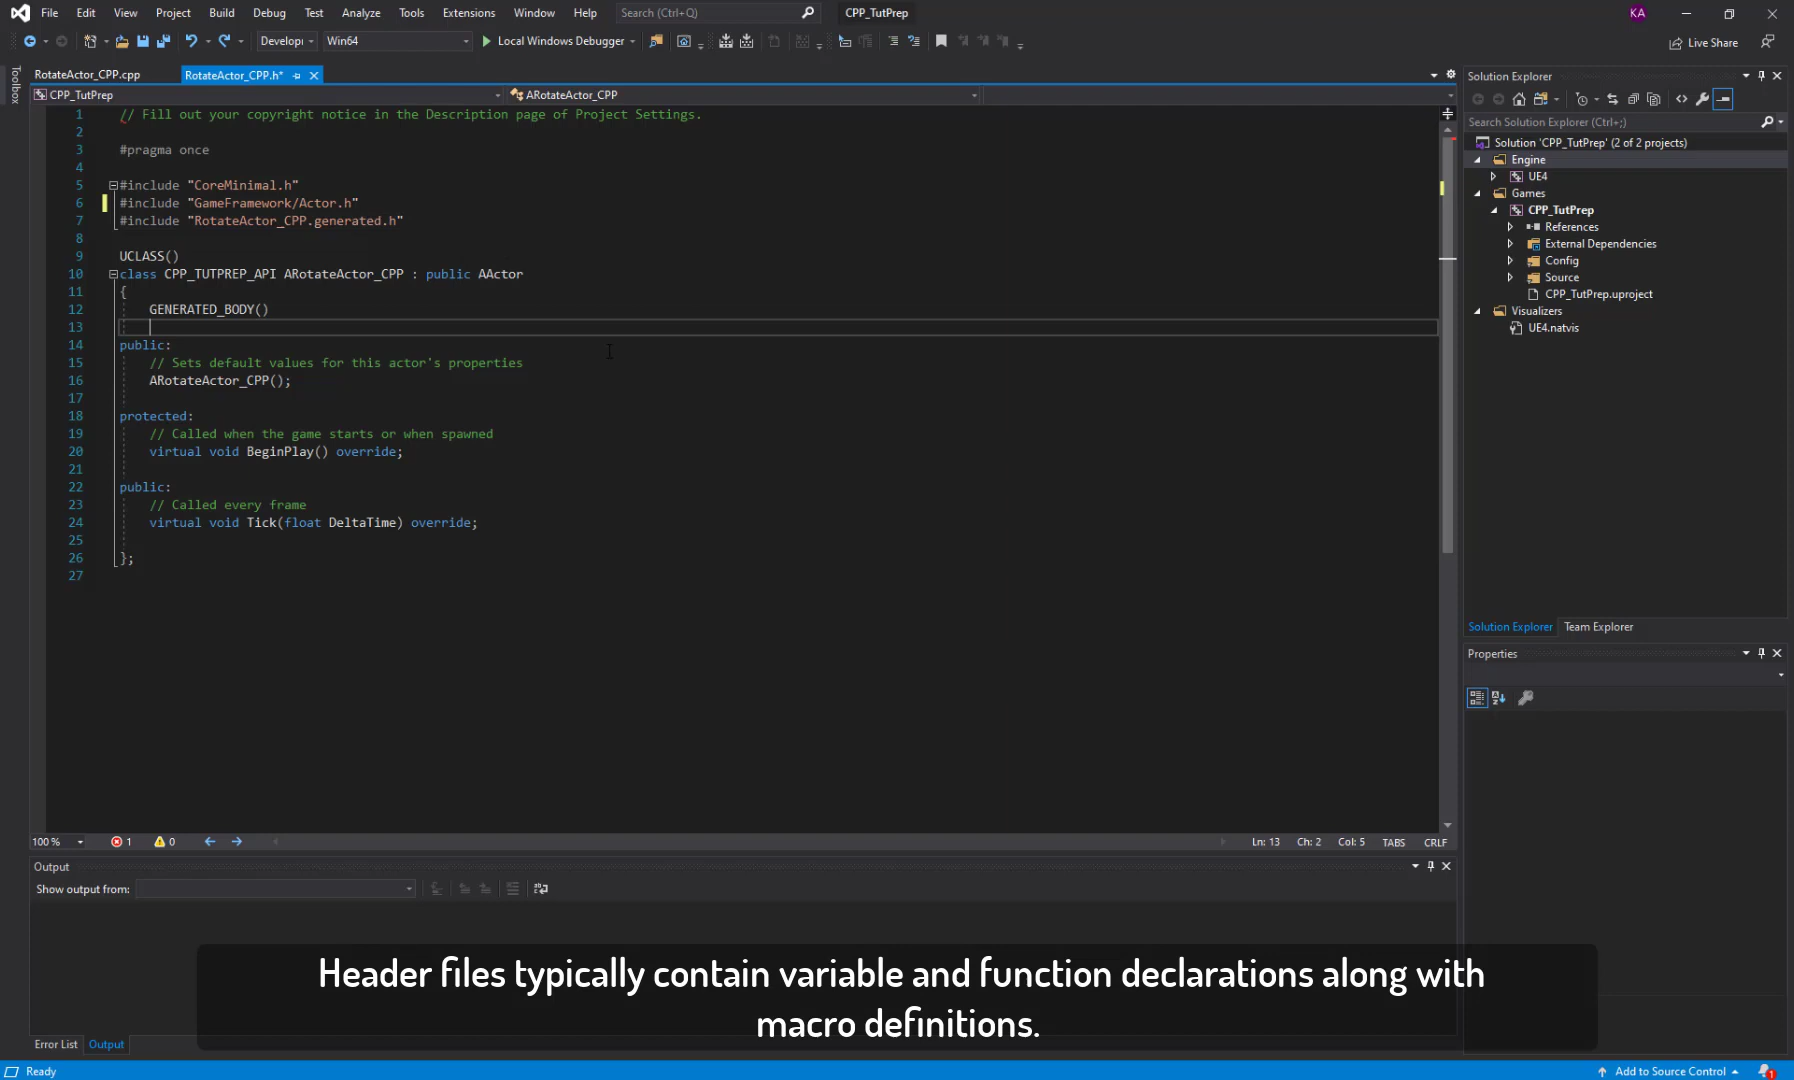 File Edit View Project Build Debug Test Analyze Tools Extensions Window Help Search (Ctrl+Q) CPP_TutPrep KA
Develop Win64 Local Windows Debugger Live Share
Toolbox
RotateActor_CPP.cpp RotateActor_CPP.h*
CPP_TutPrep ARotateActor_CPP
1 // Fill out your copyright notice in the Description page of Project Settings.
2
3 #pragma once
4
5 #include "CoreMinimal.h"
6 #include "GameFramework/Actor.h"
7 #include "RotateActor_CPP.generated.h"
8
9 UCLASS()
10 class CPP_TUTPREP_API ARotateActor_CPP : public AActor
11 {
12 GENERATED_BODY()
13
14 public:
15 // Sets default values for this actor's properties
16 ARotateActor_CPP();
17
18 protected:
19 // Called when the game starts or when spawned
20 virtual void BeginPlay() override;
21
22 public:
23 // Called every frame
24 virtual void Tick(float DeltaTime) override;
25
26 };
27
100 % 1 0 Ln: 13 Ch: 2 Col: 5 TABS CRLF
Output
Show output from:
Error List Output
Solution Explorer
Search Solution Explorer (Ctrl+;)
Solution 'CPP_TutPrep' (2 of 2 projects)
Engine
UE4
Games
CPP_TutPrep
References
External Dependencies
Config
Source
CPP_TutPrep.uproject
Visualizers
UE4.natvis
Solution Explorer Team Explorer
Properties
Header files typically contain variable and function declarations along with
macro definitions.
Ready Add to Source Control 1